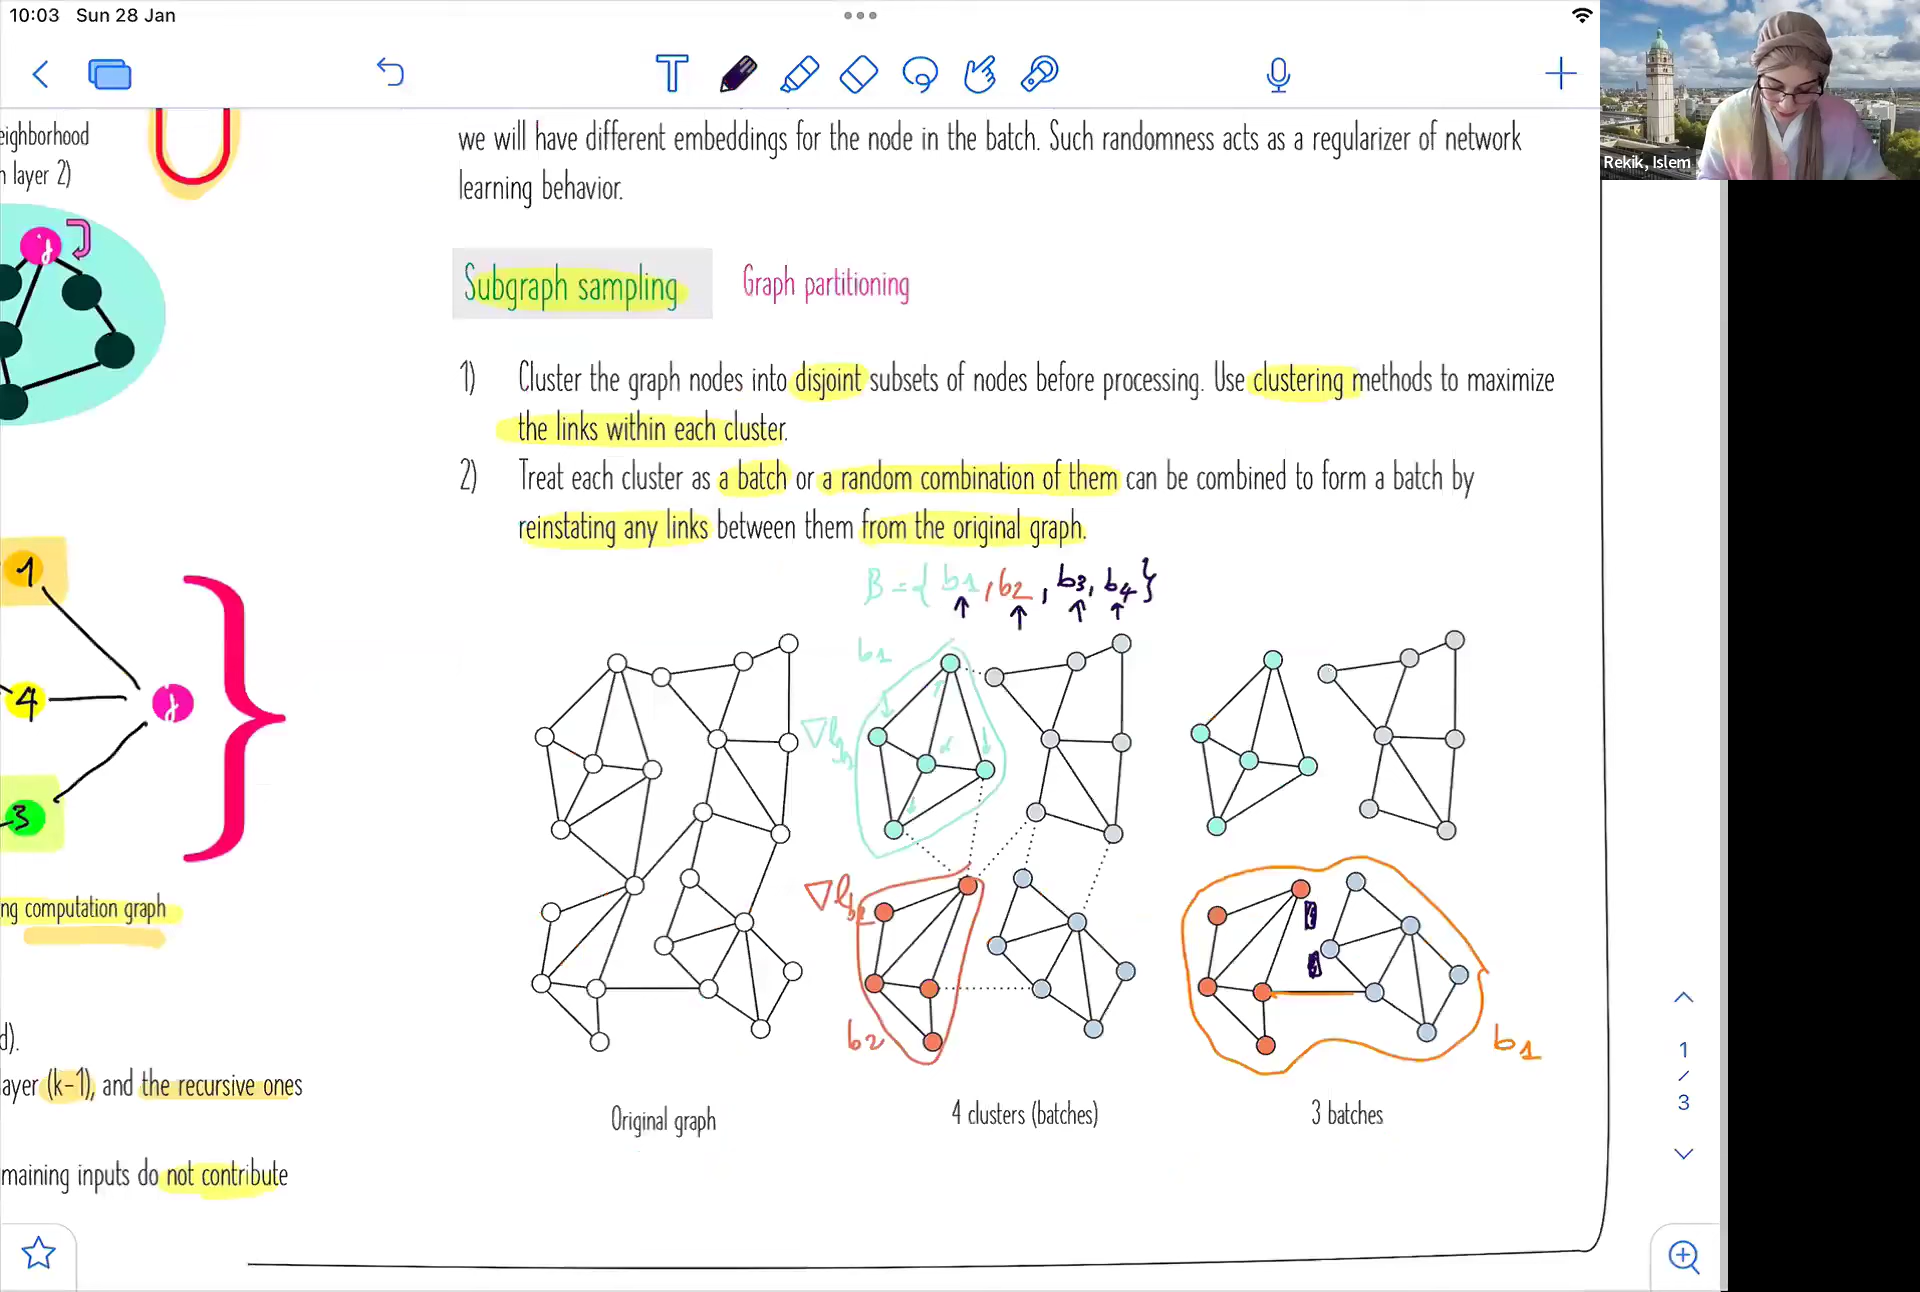 10:03 Sun 28 Jan
Rekik, Islem
eighborhood
n layer 2)
j
1
4
j
3
ng computation graph
d).
layer (k-1), and the recursive ones
maining inputs do not contribute
we will have different embeddings for the node in the batch. Such randomness acts as a regularizer of network
learning behavior.
Subgraph sampling Graph partitioning
1) Cluster the graph nodes into disjoint subsets of nodes before processing. Use clustering methods to maximize
the links within each cluster.
2) Treat each cluster as a batch or a random combination of them can be combined to form a batch by
reinstating any links between them from the original graph.
B = { b1, b2, b3, b4 }
b1
∇l b1
∇l b2
b2
b1
Original graph
4 clusters (batches)
3 batches
1
/
3